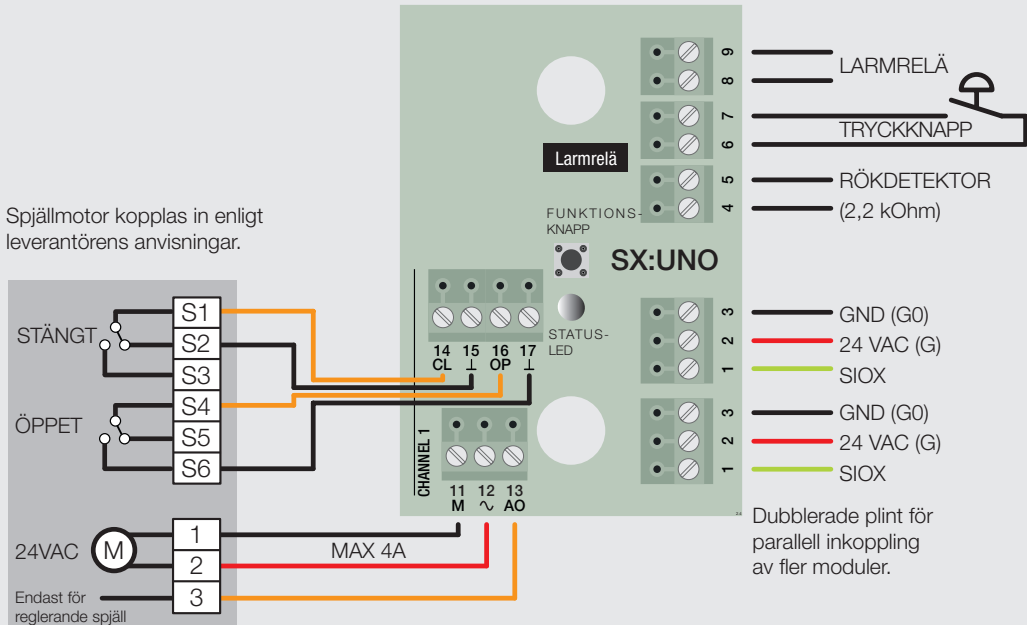 9
LARMRELÄ
8
7
TRYCKKNAPP
6
Larmrelä
5
RÖKDETEKTOR
4
(2,2 kOhm)
Spjällmotor kopplas in enligt
leverantörens anvisningar.
FUNKTIONS-
KNAPP
SX:UNO
STÄNGT
S1
S2
S3
ÖPPET
S4
S5
S6
STATUS-
LED
14 15 16 17
CL ⊥ OP ⊥
CHANNEL 1
3
GND (G0)
2
24 VAC (G)
1
SIOX
3
GND (G0)
2
24 VAC (G)
1
SIOX
11 12 13
M ∿ AO
24VAC
M
1
MAX 4A
2
3
Endast för
reglerande spjäll
Dubblerade plint för
parallell inkoppling
av fler moduler.